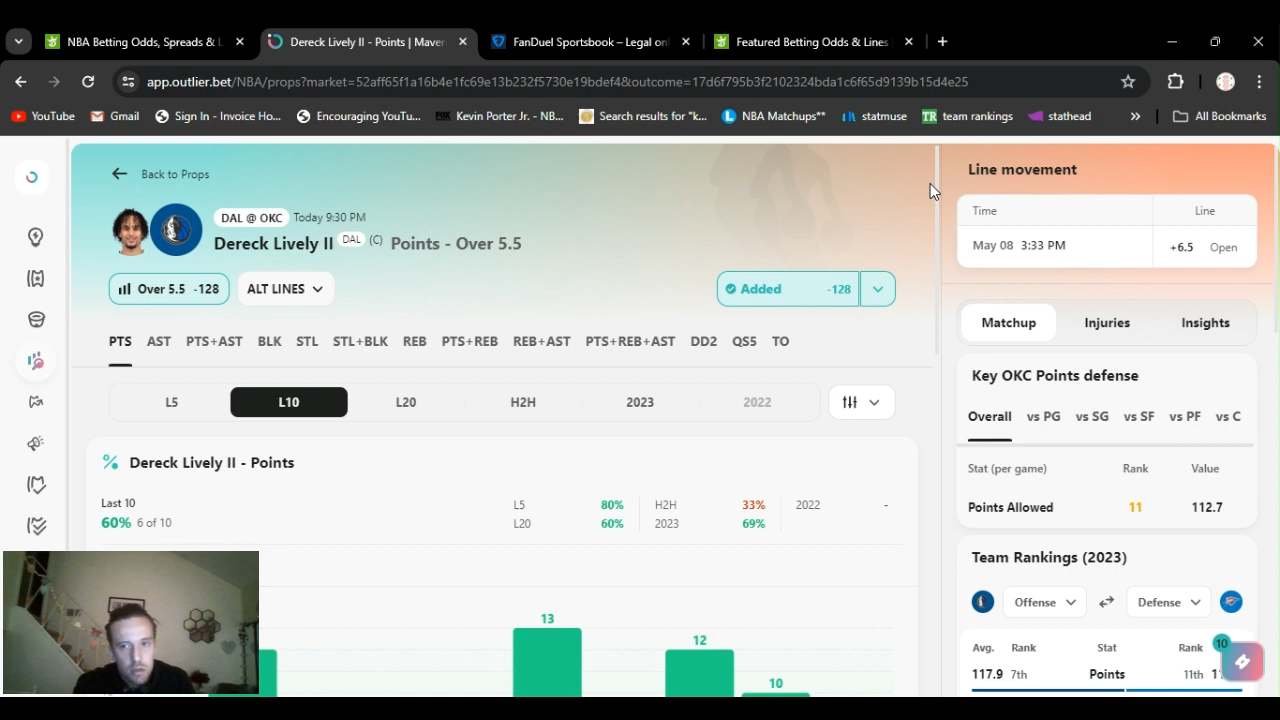 NBA Betting Odds, Spreads & L
Dereck Lively II - Points | Maver
FanDuel Sportsbook – Legal onl
Featured Betting Odds & Lines
app.outlier.bet/NBA/props?market=52aff65f1a16b4e1fc69e13b232f5730e19bdef4&outcome=17d6f795b3f2102324bda1c6f65d9139b15d4e25
YouTube
Gmail
Sign In - Invoice Ho...
Encouraging YouTu...
Kevin Porter Jr. - NB...
Search results for "k...
NBA Matchups**
statmuse
team rankings
stathead
All Bookmarks
Back to Props
DAL @ OKC Today 9:30 PM
Dereck Lively II DAL (C) Points - Over 5.5
Over 5.5 -128 ALT LINES
Added -128
PTS AST PTS+AST BLK STL STL+BLK REB PTS+REB REB+AST PTS+REB+AST DD2 QS5 TO
L5 L10 L20 H2H 2023 2022
Dereck Lively II - Points
Last 10
60% 6 of 10
L5 80% H2H 33% 2022 -
L20 60% 2023 69%
13
12
10
Line movement
Time Line
May 08 3:33 PM +6.5 Open
Matchup Injuries Insights
Key OKC Points defense
Overall vs PG vs SG vs SF vs PF vs C
Stat (per game) Rank Value
Points Allowed 11 112.7
Team Rankings (2023)
Offense Defense
Avg. Rank Stat Rank 10
117.9 7th Points 11th